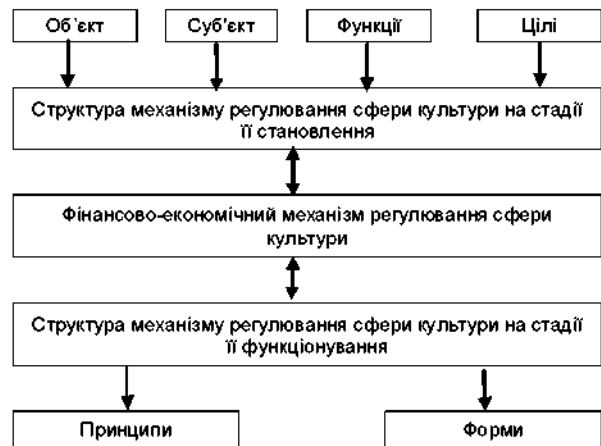 Об`єкт Суб'єкт Функції Цілі
Структура механізму регулювання сфери культури на стадії
її становлення
Фінансово-економічний механізм регулювання сфери
культури
Структура механізму регулювання сфери культури на стадії
її функціонування
Принципи Форми